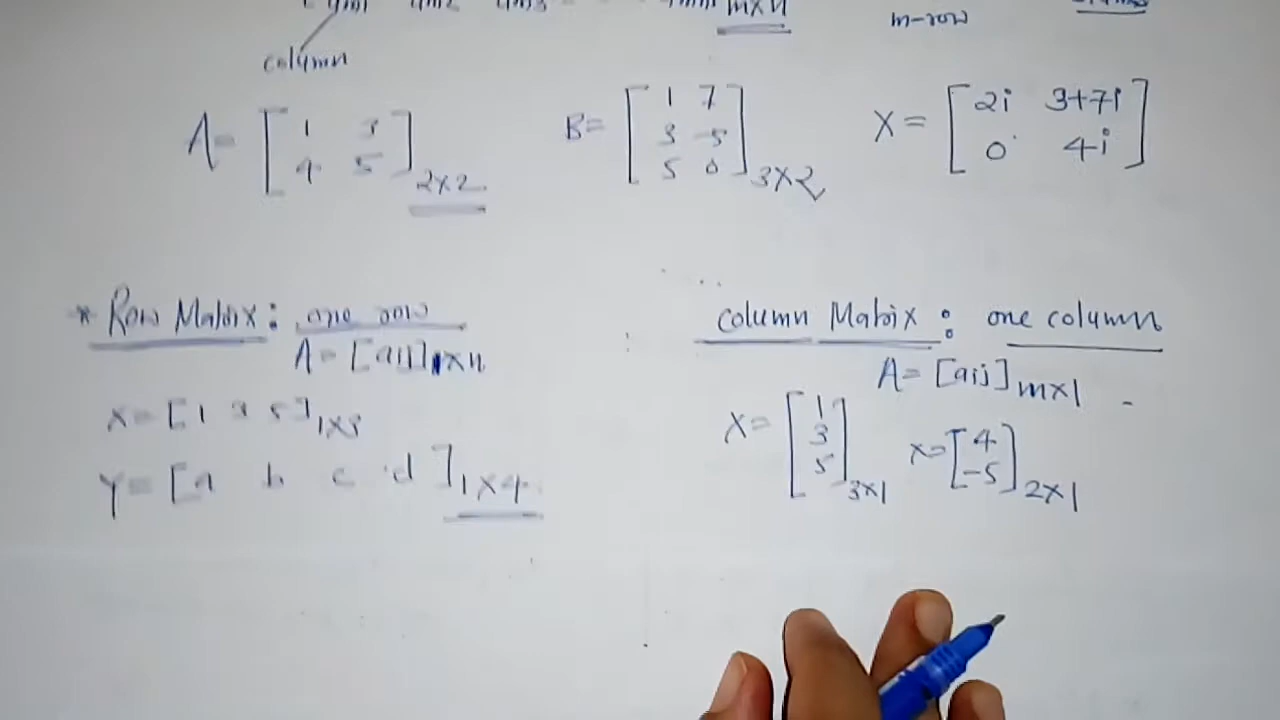 m×n
m-row
column
A= [1 3
4 5] 2×2
B= [1 7
3 -5
5 0] 3×2
X= [2i 3+7i
0 4i]
* Row Matrix: one row
A= [aij] 1×n
X= [1 3 5] 1×3
Y= [a b c d] 1×4
column Matrix: one column
A= [aij] m×1
X= [1
3
5] 3×1
X= [4
-5] 2×1